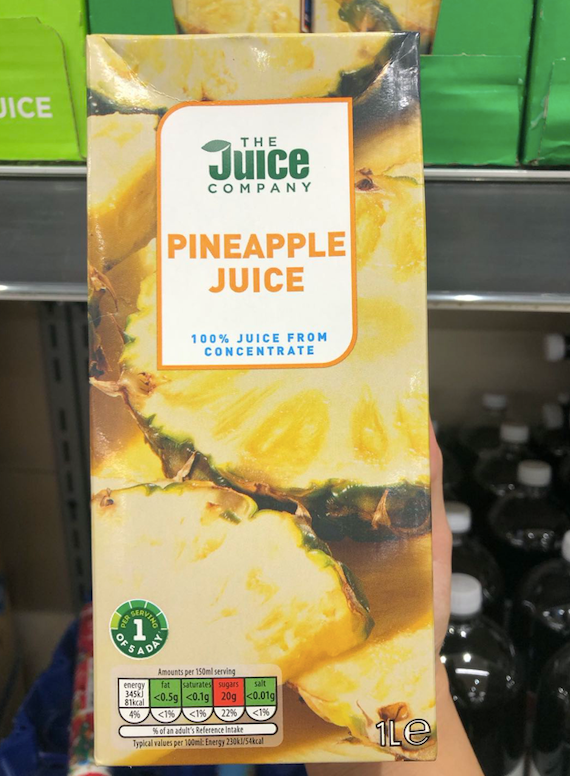 JUICE
THE
Juice
COMPANY
PINEAPPLE
JUICE
100% JUICE FROM
CONCENTRATE
PER SERVING
1
OF 5 A DAY
Amounts per 150ml serving
energy fat saturates sugars salt
345kJ <0.5g <0.1g 20g <0.01g
81kcal
4% <1% <1% 22% <1%
% of an adult's Reference Intake
Typical values per 100ml: Energy 230kJ/54kcal
1L℮